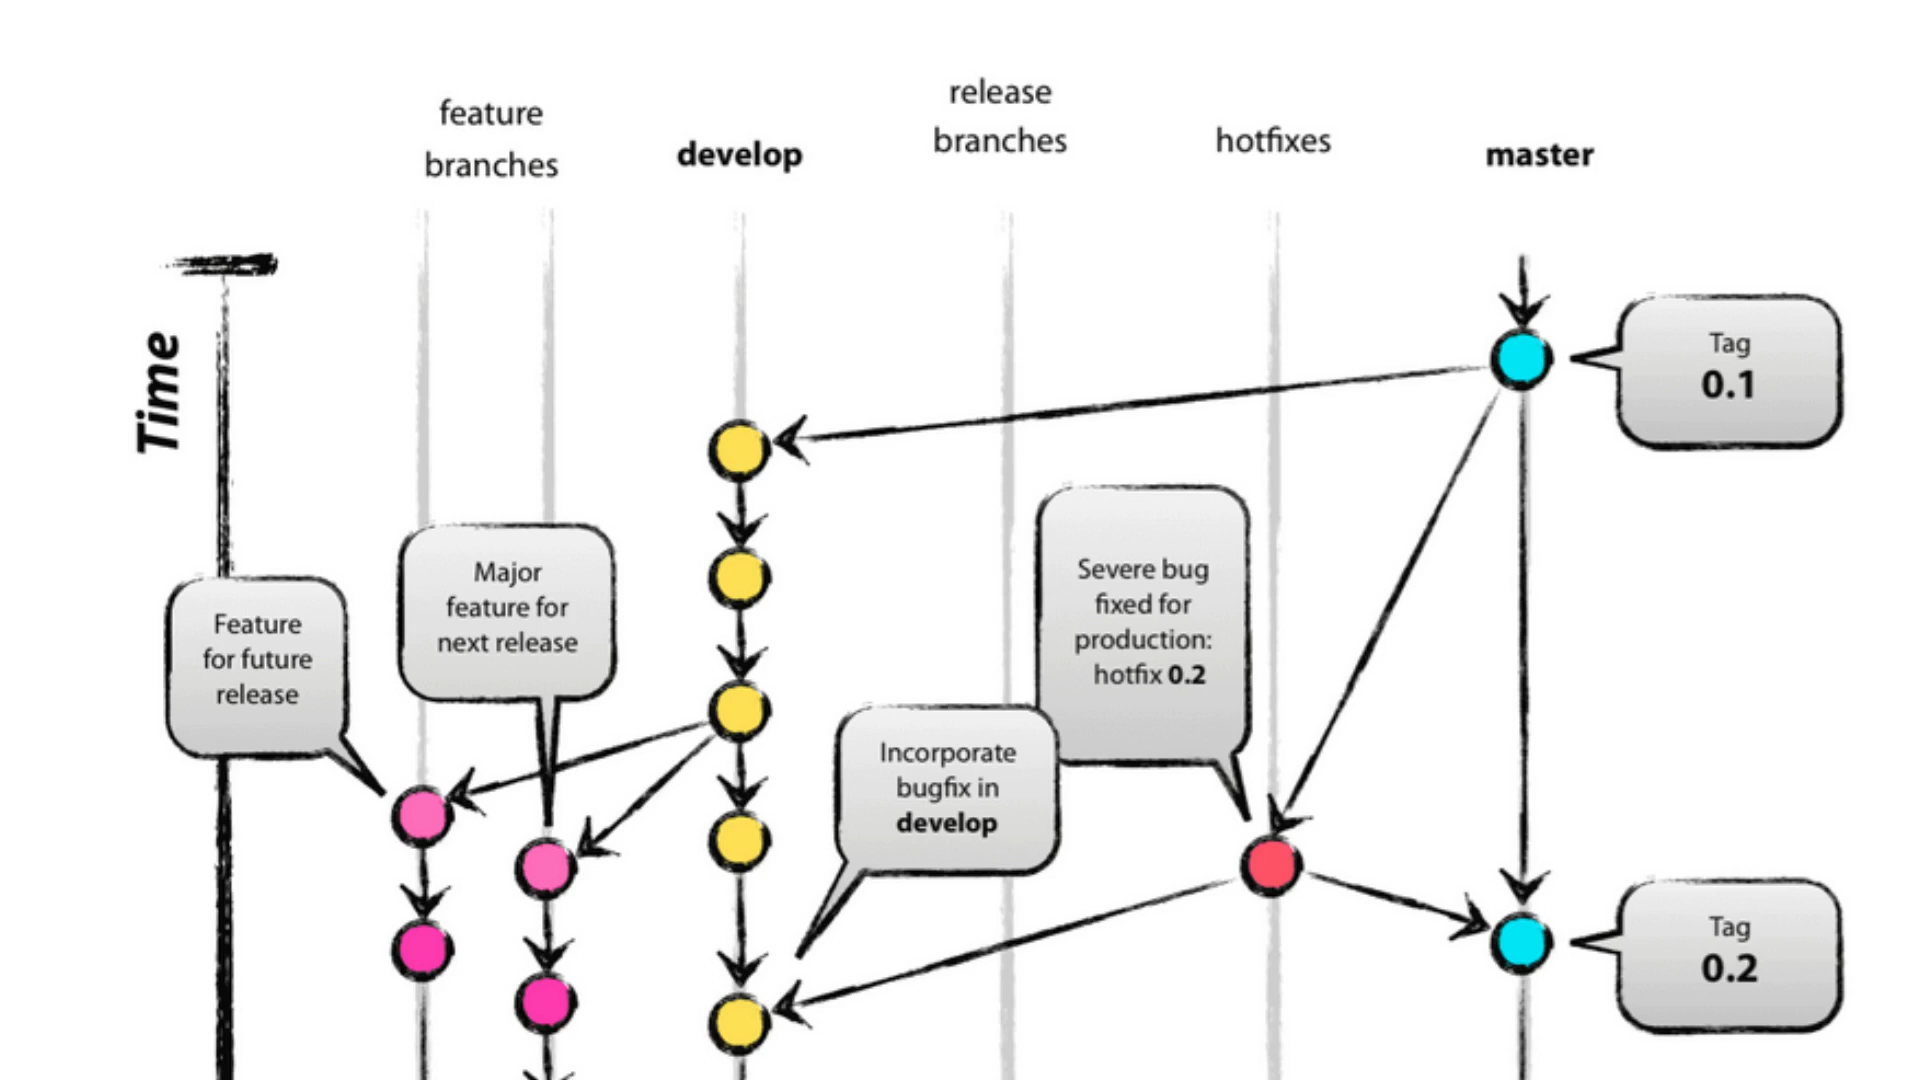 feature
branches
develop
release
branches
hotfixes
master
Time
Tag
0.1
Feature
for future
release
Major
feature for
next release
Severe bug
fixed for
production:
hotfix 0.2
Incorporate
bugfix in
develop
Tag
0.2